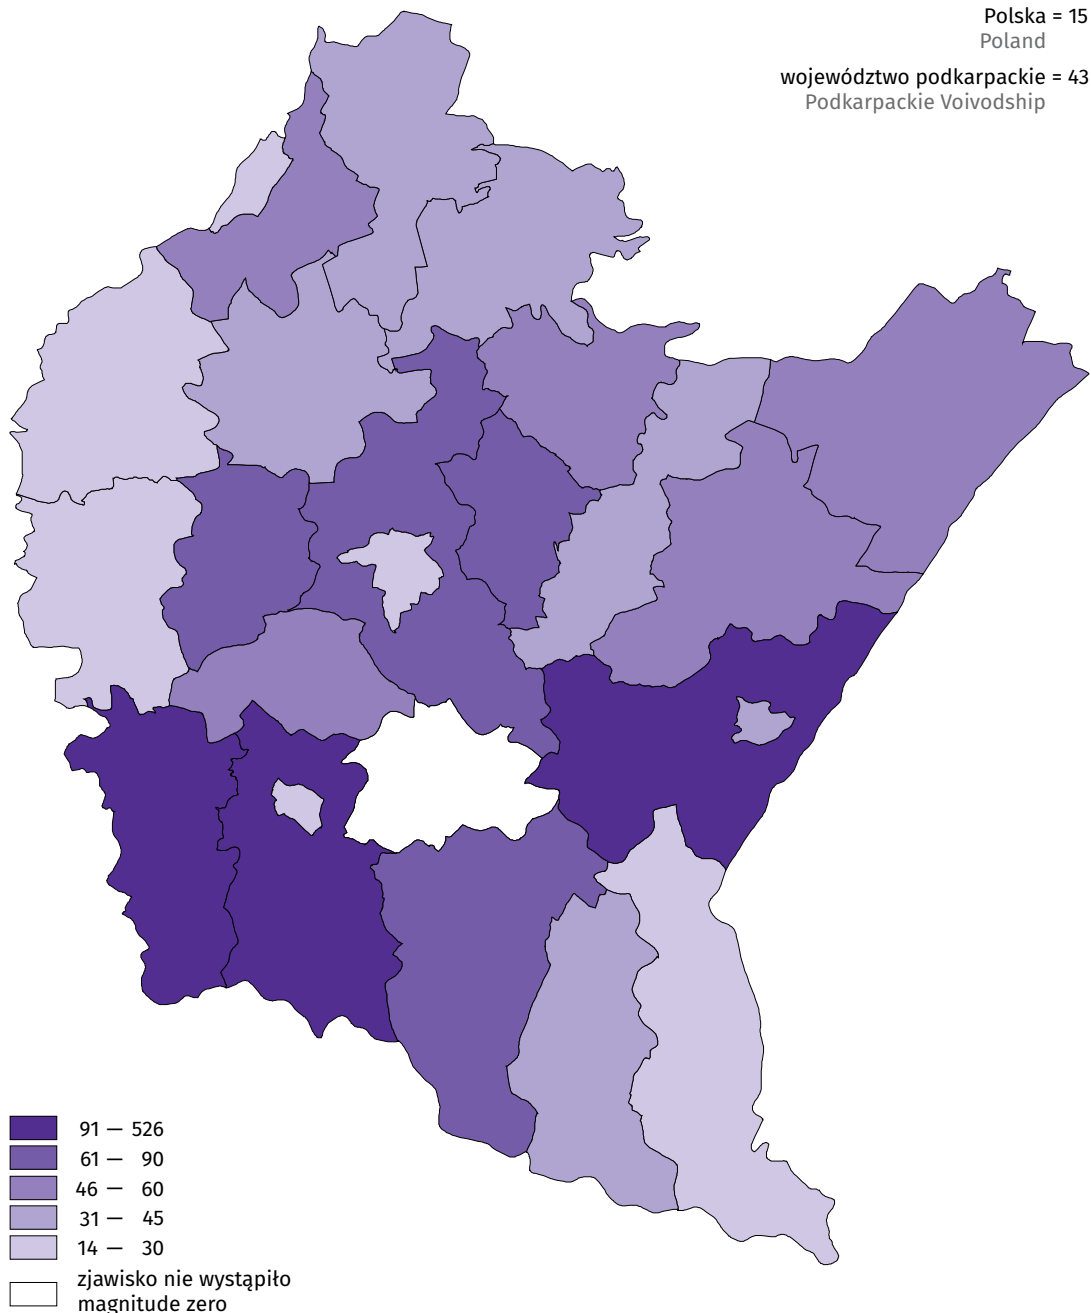 Polska = 15
Poland
województwo podkarpackie = 43
Podkarpackie Voivodship
91 — 526
61 — 90
46 — 60
31 — 45
14 — 30
zjawisko nie wystąpiło
magnitude zero